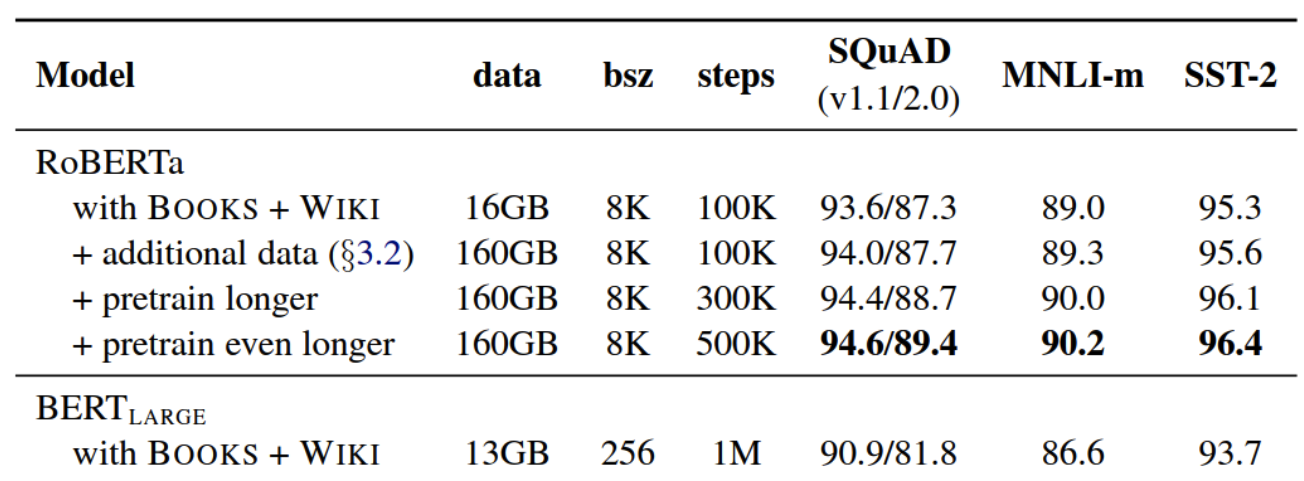 Model data bsz steps SQuAD (v1.1/2.0) MNLI-m SST-2
RoBERTa
with BOOKS + WIKI 16GB 8K 100K 93.6/87.3 89.0 95.3
+ additional data (§3.2) 160GB 8K 100K 94.0/87.7 89.3 95.6
+ pretrain longer 160GB 8K 300K 94.4/88.7 90.0 96.1
+ pretrain even longer 160GB 8K 500K 94.6/89.4 90.2 96.4
BERTLARGE
with BOOKS + WIKI 13GB 256 1M 90.9/81.8 86.6 93.7